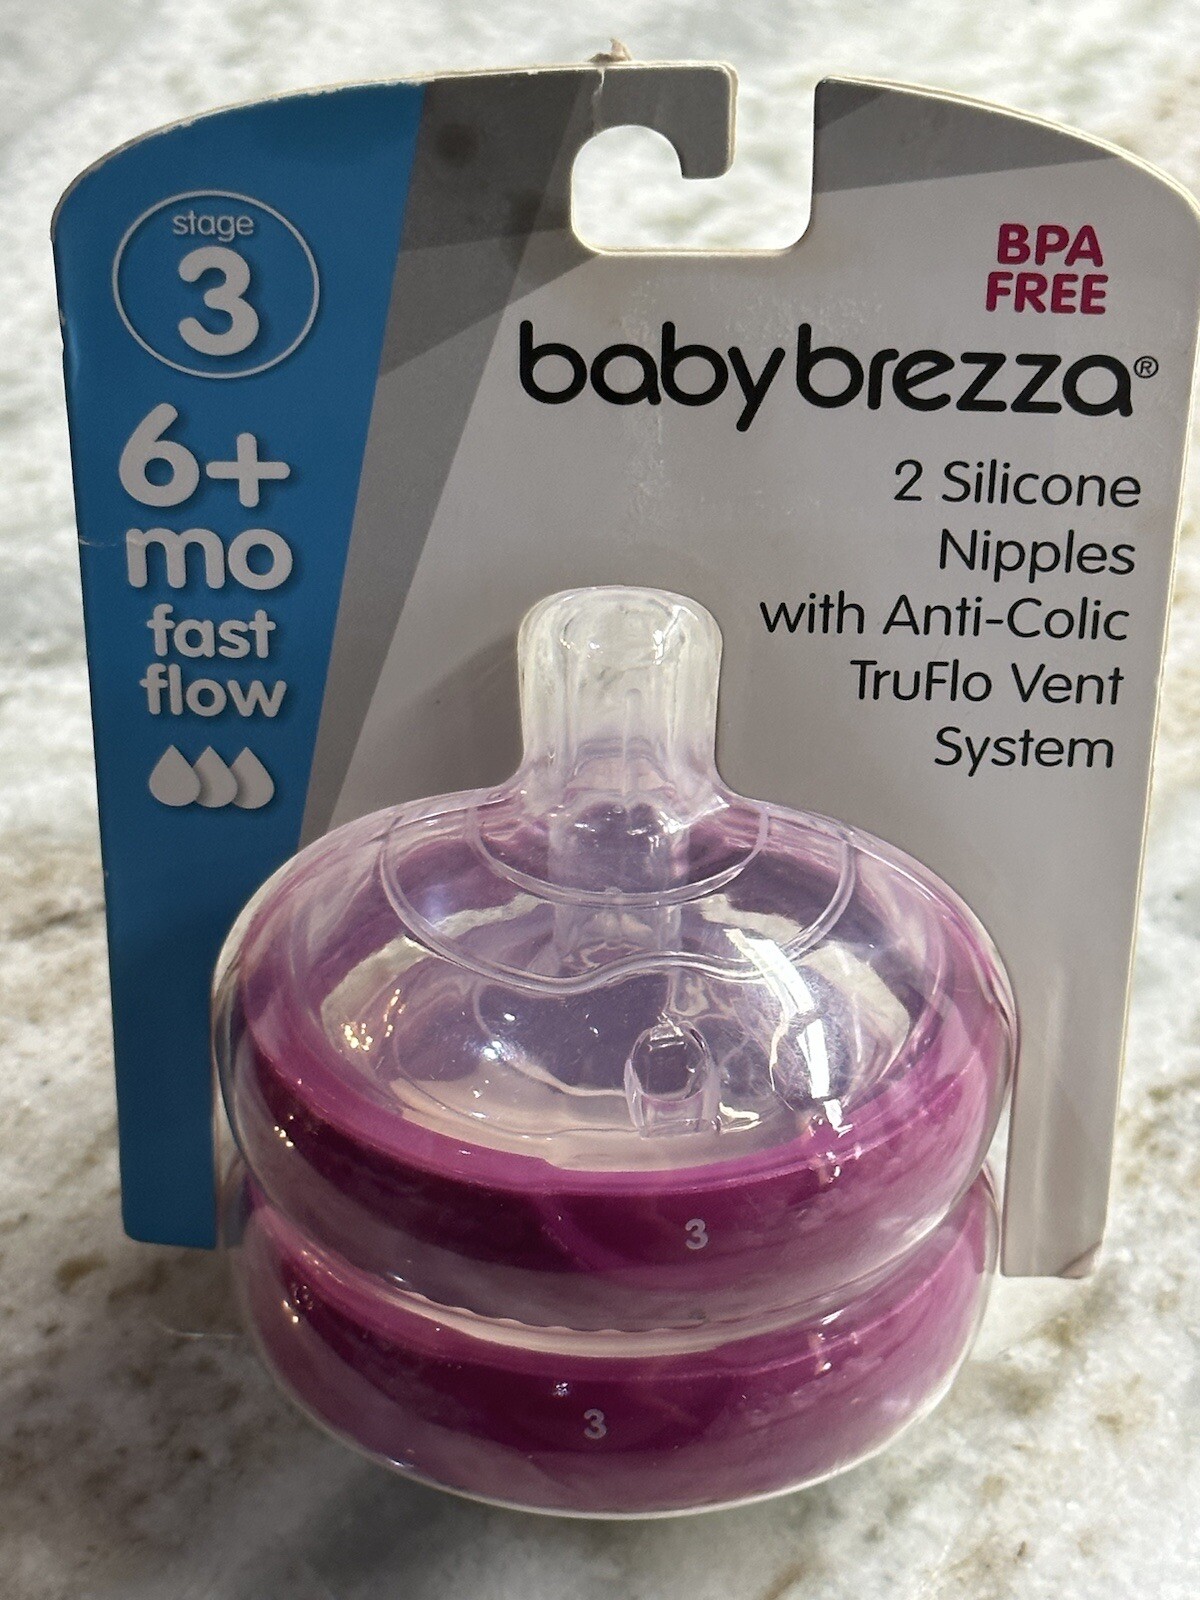 stage
3
6+
mo
fast
flow
BPA
FREE
babybrezza®
2 Silicone
Nipples
with Anti-Colic
TruFlo Vent
System
3
3